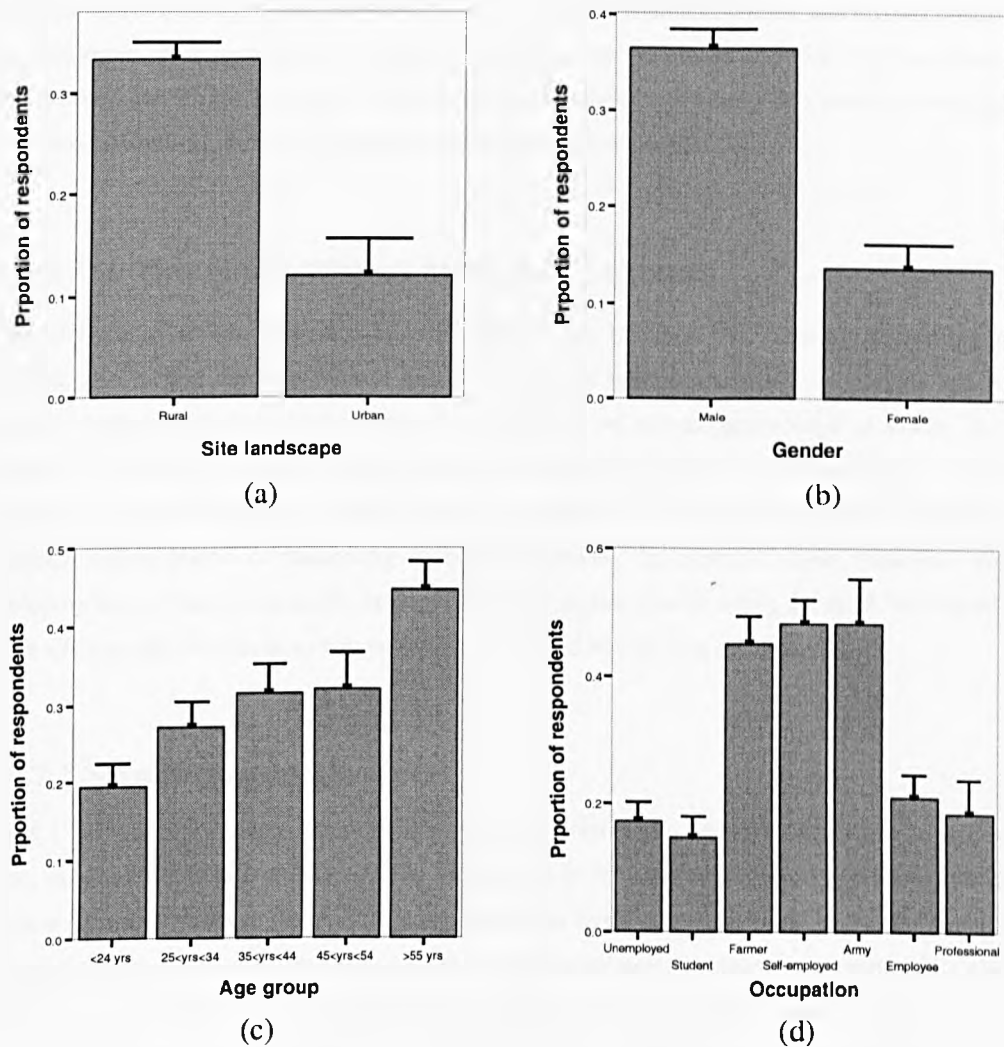 Prportion of respondents
0.3
0.2
0.1
0.0
Rural
Urban
Site landscape
(a)
Prportion of respondents
0.4
0.3
0.2
0.1
0.0
Male
Female
Gender
(b)
Prportion of respondents
0.5
0.4
0.3
0.2
0.1
0.0
<24 yrs
25<yrs<34
35<yrs<44
45<yrs<54
>55 yrs
Age group
(c)
Prportion of respondents
0.6
0.4
0.2
0.0
Unemployed
Student
Farmer
Self-employed
Army
Employee
Professional
Occupation
(d)